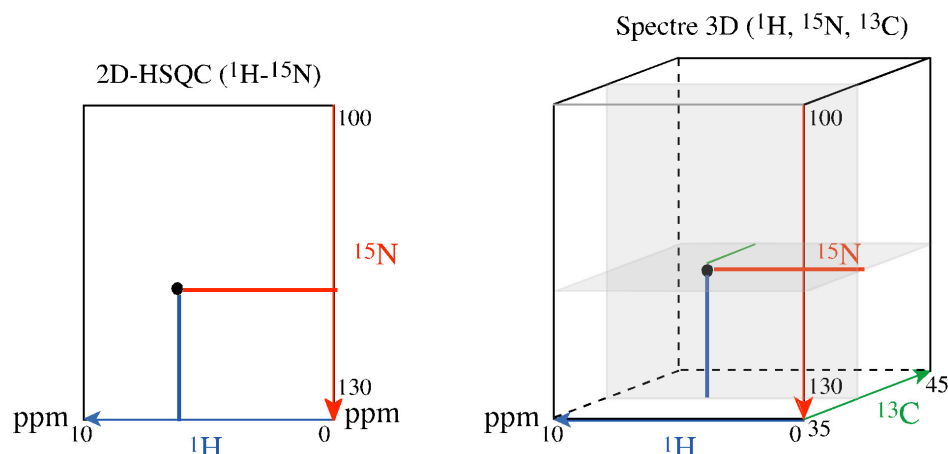 2D-HSQC (¹H-¹⁵N)
100
¹⁵N
130
ppm
ppm
10
¹H
0
Spectre 3D (¹H, ¹⁵N, ¹³C)
100
¹⁵N
130
45
¹³C
ppm
10
¹H
0
35